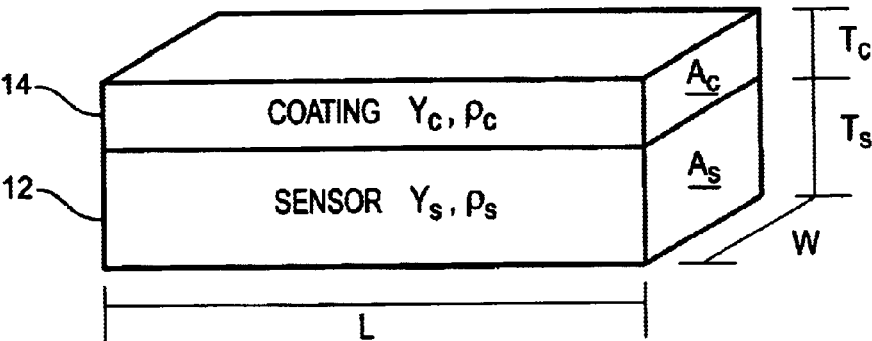 14
COATING Y_c, ρ_c
A_c
T_c
12
SENSOR Y_s, ρ_s
A_s
T_s
W
L